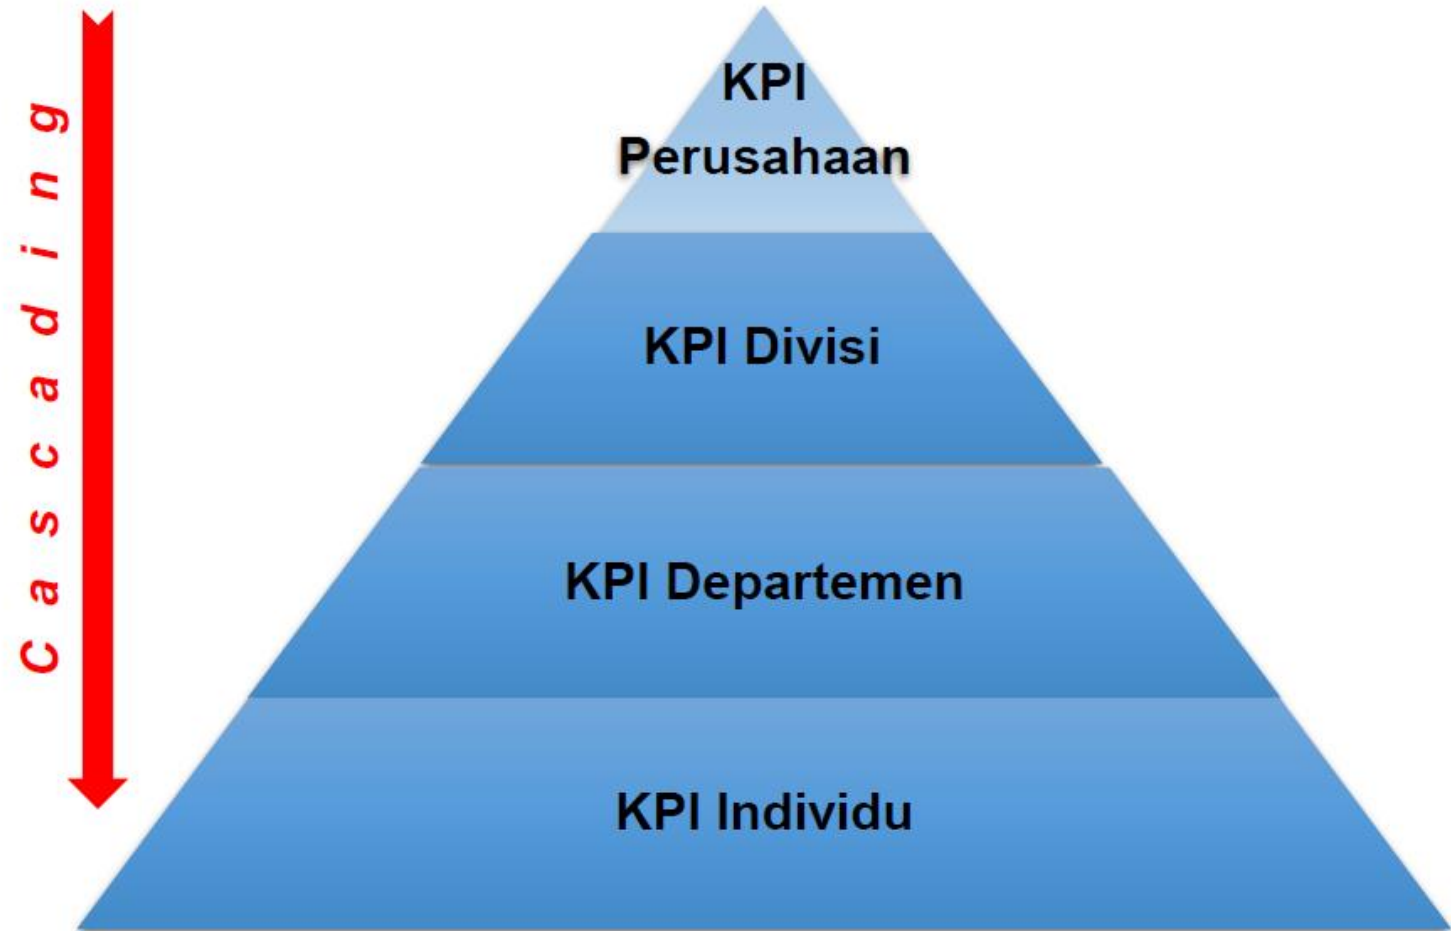 Cascading
KPI
Perusahaan
KPI Divisi
KPI Departemen
KPI Individu